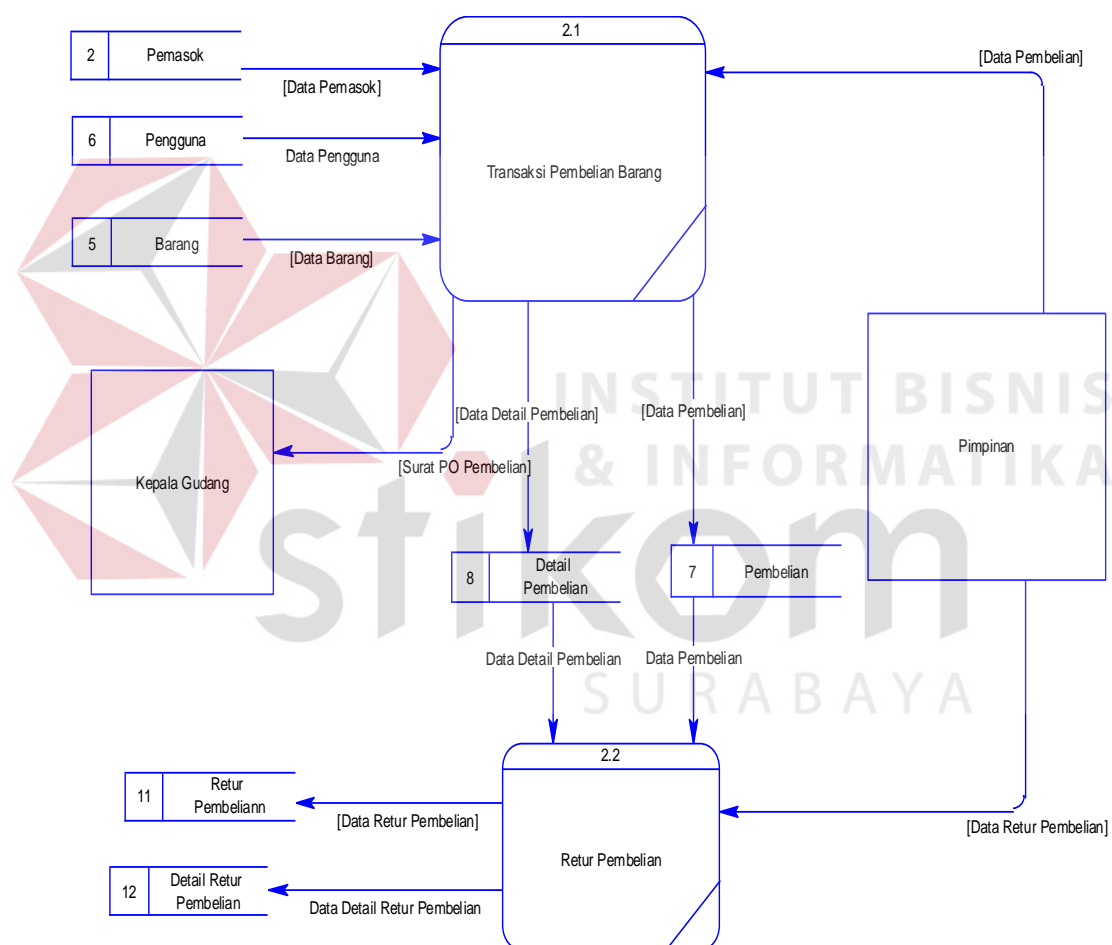 2.1
2 Pemasok
[Data Pemasok]
[Data Pembelian]
6 Pengguna
Data Pengguna
Transaksi Pembelian Barang
5 Barang
[Data Barang]
INSTITUT BISNIS
& INFORMATIKA
stikom
SURABAYA
[Data Detail Pembelian]
[Data Pembelian]
Pimpinan
[Surat PO Pembelian]
Kepala Gudang
8 Detail
Pembelian
7 Pembelian
Data Detail Pembelian
Data Pembelian
2.2
11 Retur
Pembeliann
[Data Retur Pembelian]
[Data Retur Pembelian]
Retur Pembelian
12 Detail Retur
Pembelian
Data Detail Retur Pembelian